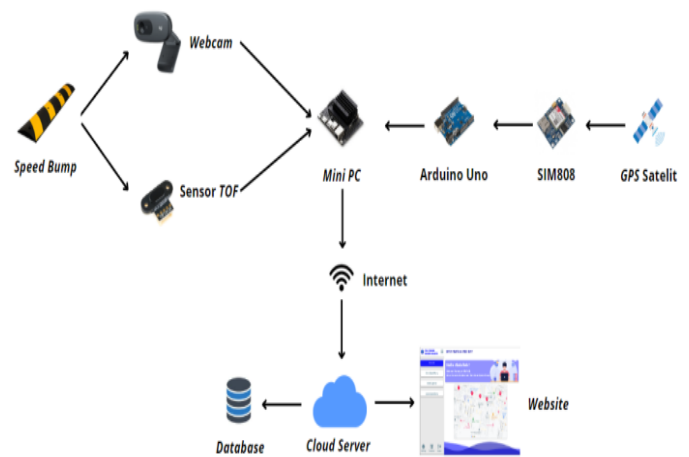 Webcam
Speed Bump
Sensor TOF
Mini PC
Arduino Uno
SIM808
GPS Satelit
Internet
Website
Database
Cloud Server